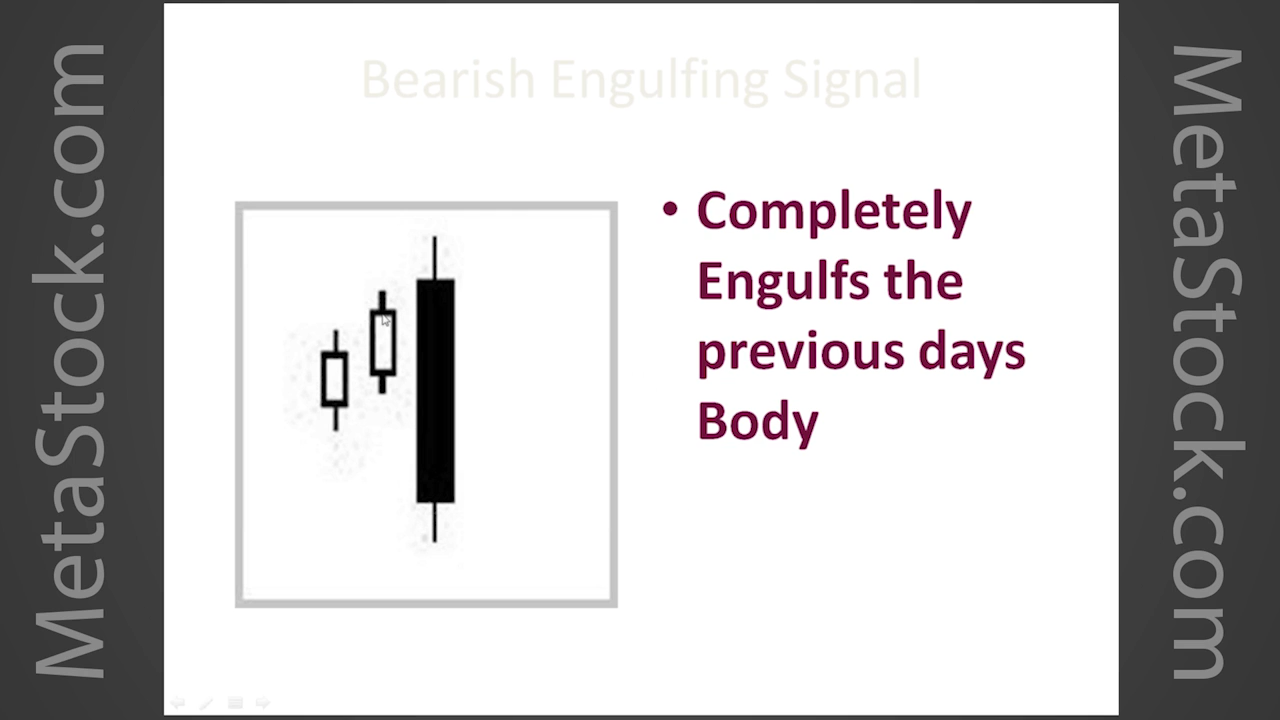 MetaStock.com
Bearish Engulfing Signal
• Completely
Engulfs the
previous days
Body
MetaStock.com